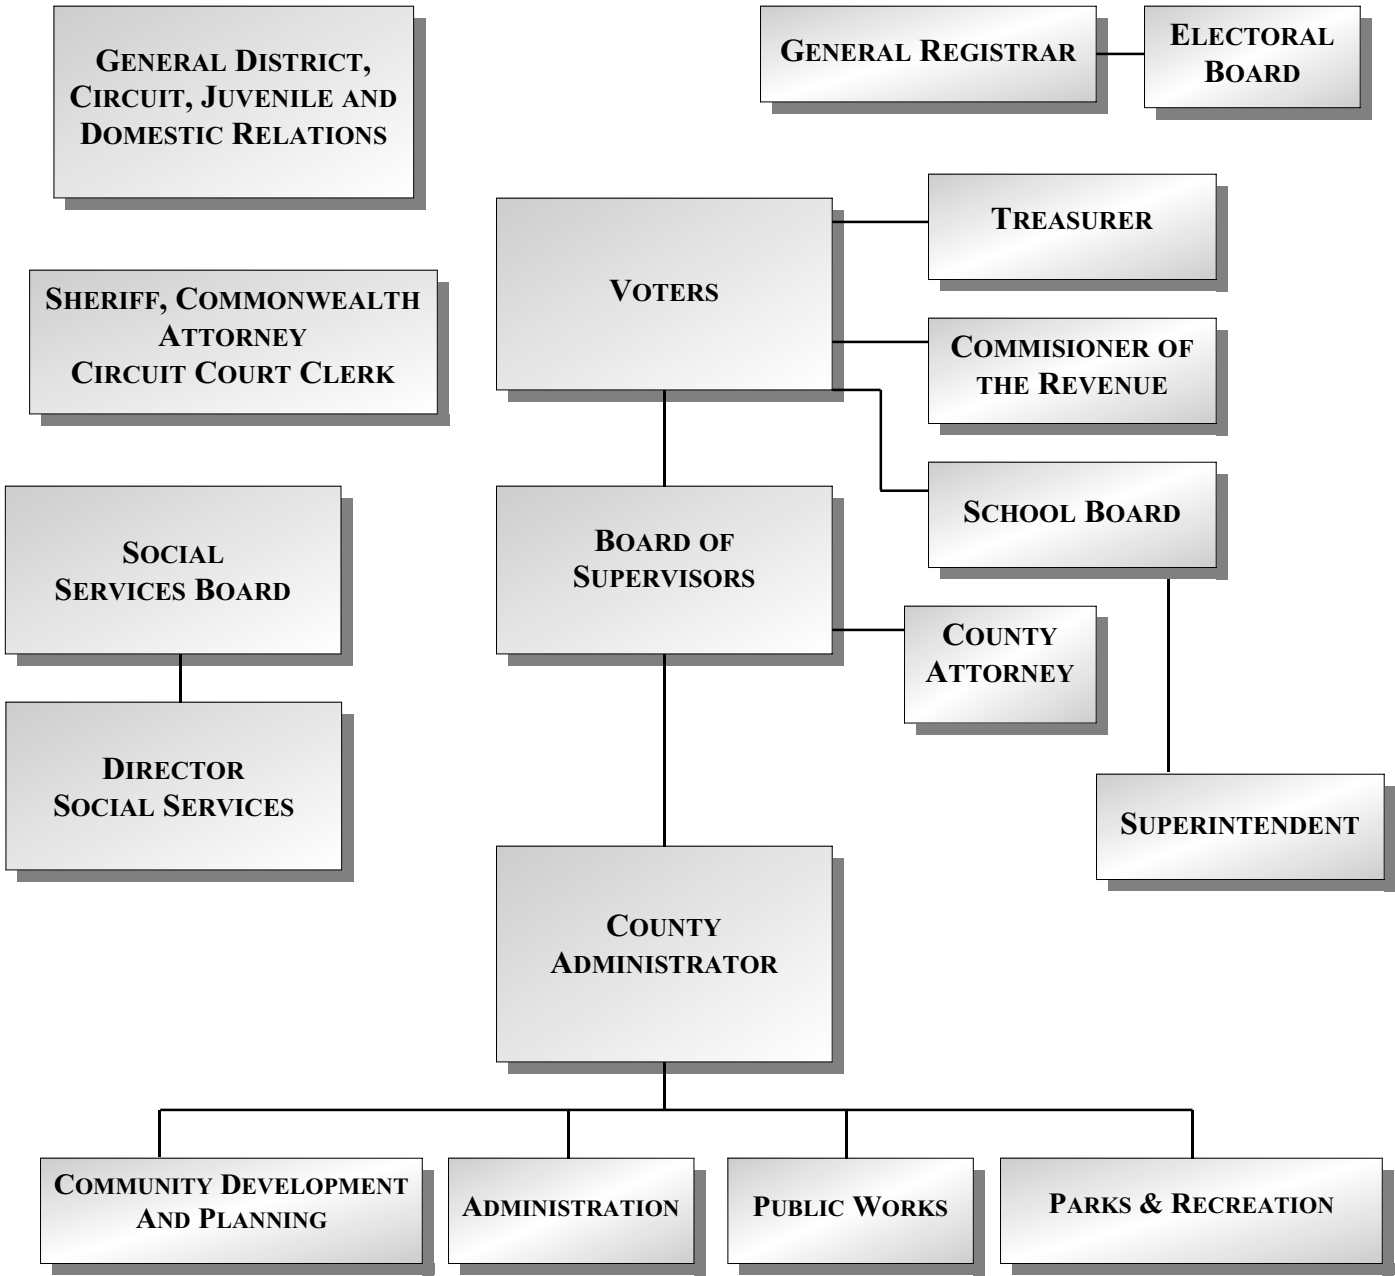 GENERAL DISTRICT,
CIRCUIT, JUVENILE AND
DOMESTIC RELATIONS
GENERAL REGISTRAR
ELECTORAL
BOARD
TREASURER
VOTERS
SHERIFF, COMMONWEALTH
ATTORNEY
CIRCUIT COURT CLERK
COMMISIONER OF
THE REVENUE
SCHOOL BOARD
SOCIAL
SERVICES BOARD
BOARD OF
SUPERVISORS
COUNTY
ATTORNEY
DIRECTOR
SOCIAL SERVICES
SUPERINTENDENT
COUNTY
ADMINISTRATOR
COMMUNITY DEVELOPMENT
AND PLANNING
ADMINISTRATION
PUBLIC WORKS
PARKS & RECREATION